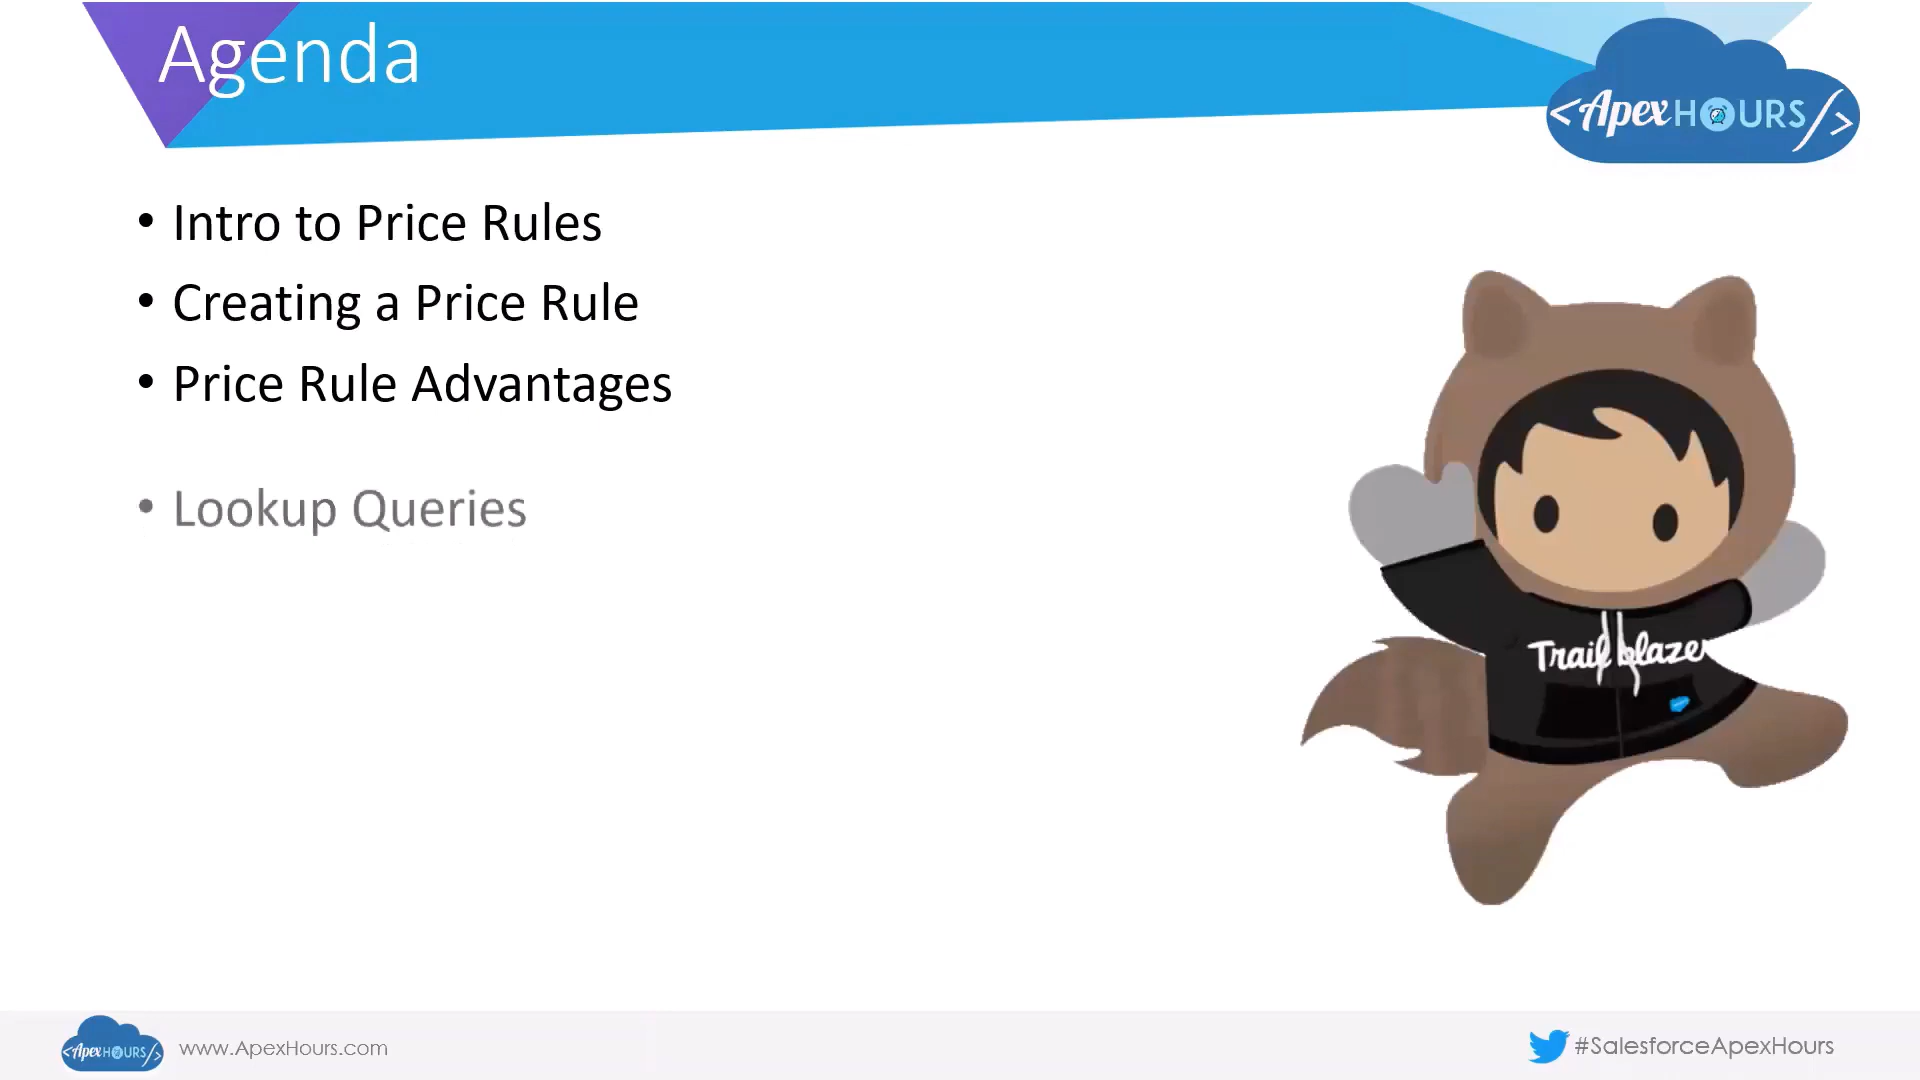 Agenda
<ApexHOURS/>
• Intro to Price Rules
• Creating a Price Rule
• Price Rule Advantages
• Lookup Queries
Trailblazer
<ApexHOURS/>
www.ApexHours.com
#SalesforceApexHours